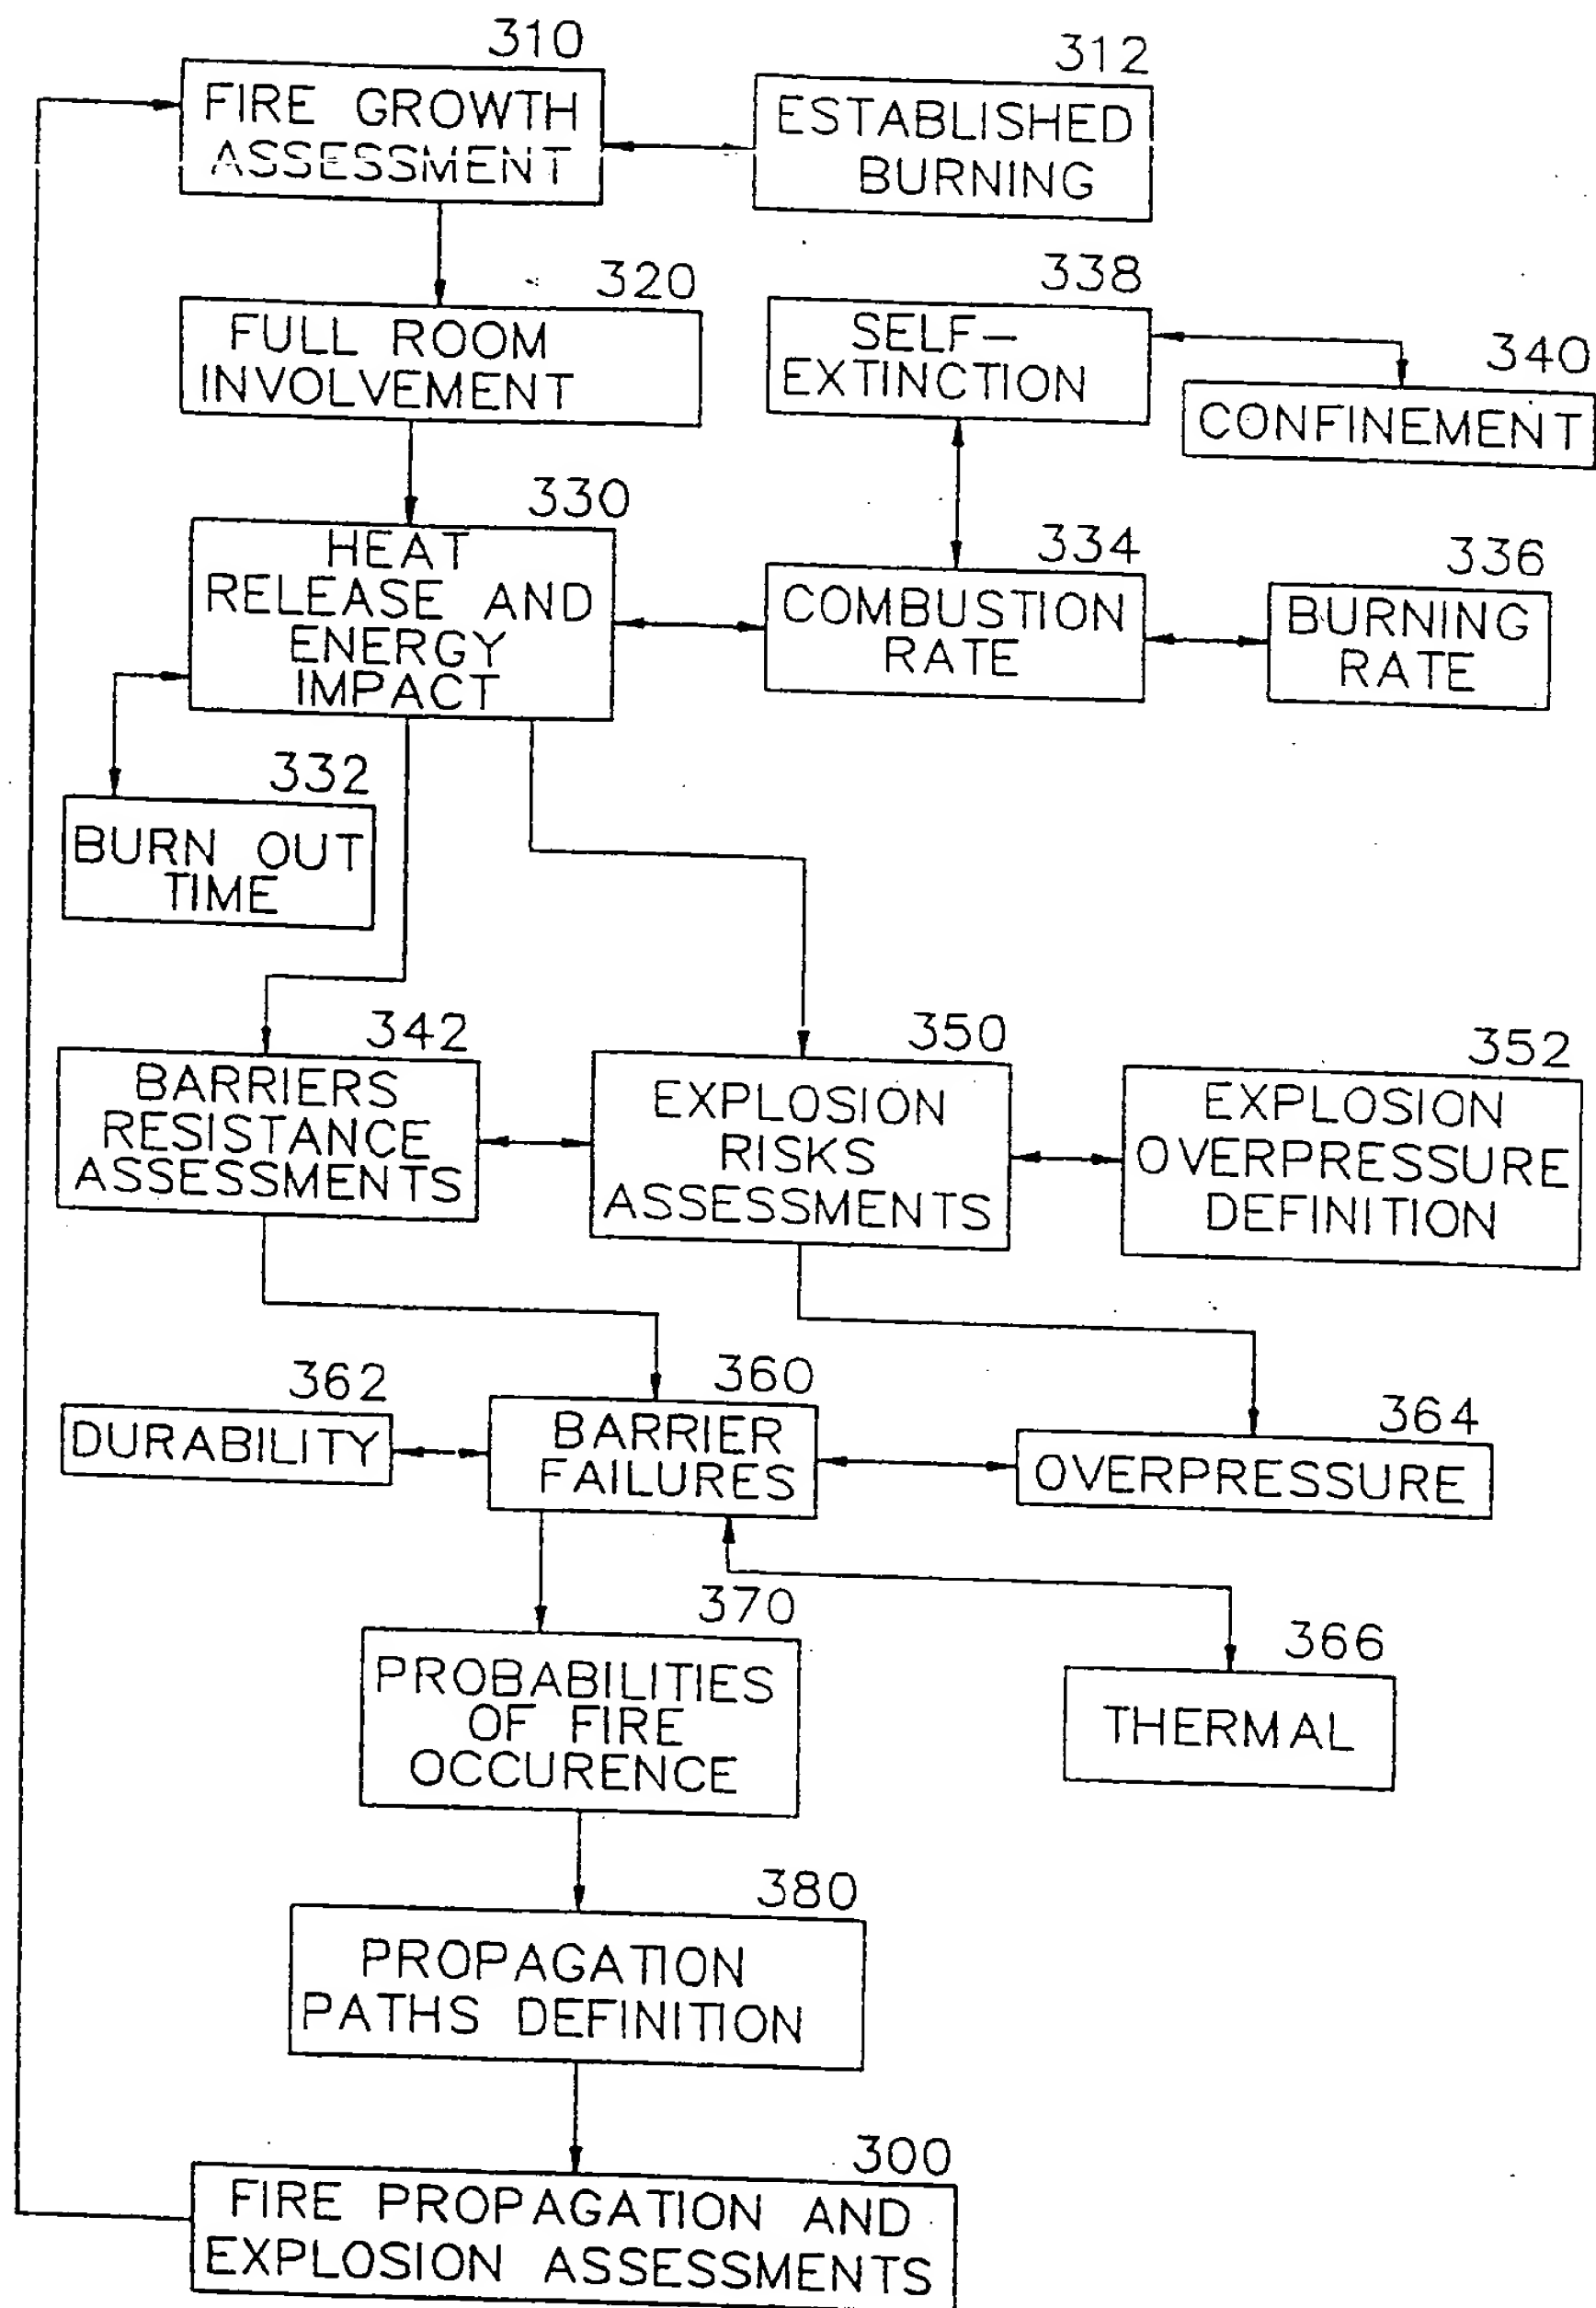 310
FIRE GROWTH
ASSESSMENT
312
ESTABLISHED
BURNING
320
FULL ROOM
INVOLVEMENT
338
SELF-
EXTINCTION
340
CONFINEMENT
330
HEAT
RELEASE AND
ENERGY
IMPACT
334
COMBUSTION
RATE
336
BURNING
RATE
332
BURN OUT
TIME
342
BARRIERS
RESISTANCE
ASSESSMENTS
350
EXPLOSION
RISKS
ASSESSMENTS
352
EXPLOSION
OVERPRESSURE
DEFINITION
362
DURABILITY
360
BARRIER
FAILURES
364
OVERPRESSURE
370
PROBABILITIES
OF FIRE
OCCURENCE
366
THERMAL
380
PROPAGATION
PATHS DEFINITION
300
FIRE PROPAGATION AND
EXPLOSION ASSESSMENTS